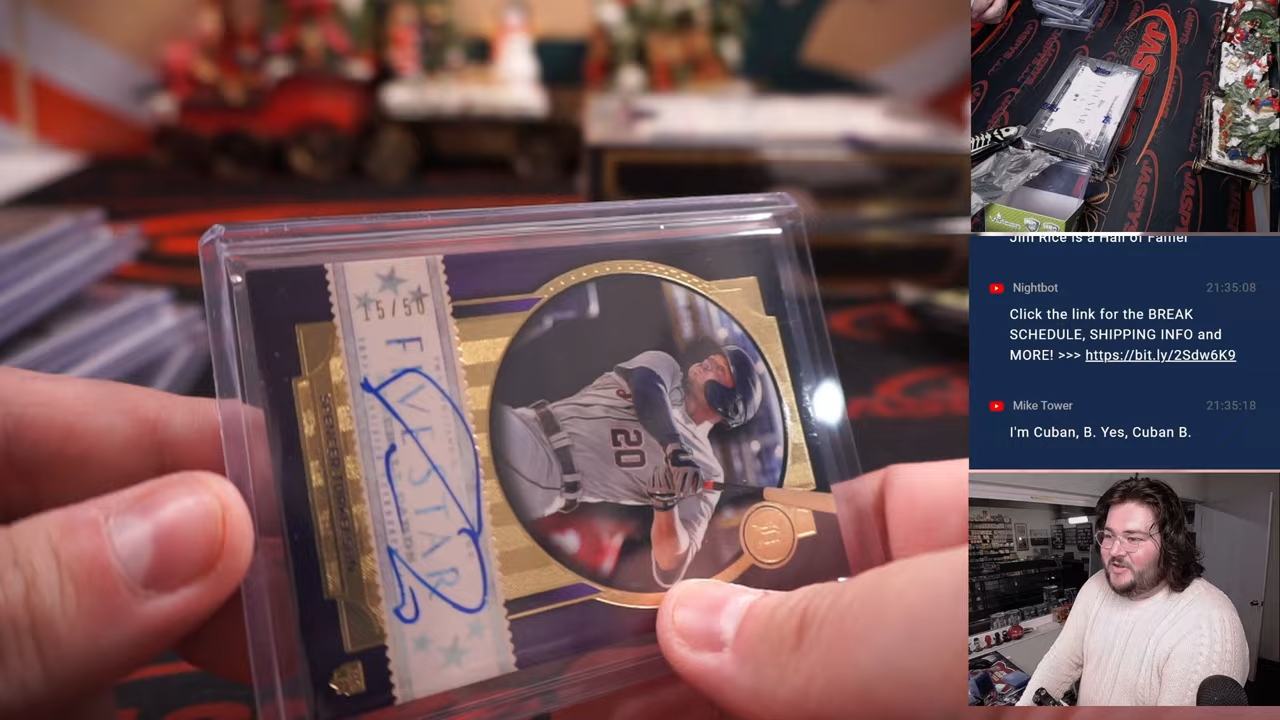 15/50
FIVE STAR
20
JASPY
Jim Rice is a Hall of Famer
Nightbot
21:35:08
Click the link for the BREAK
SCHEDULE, SHIPPING INFO and
MORE! >>> https://bit.ly/2Sdw6K9
Mike Tower
21:35:18
I'm Cuban, B. Yes, Cuban B.